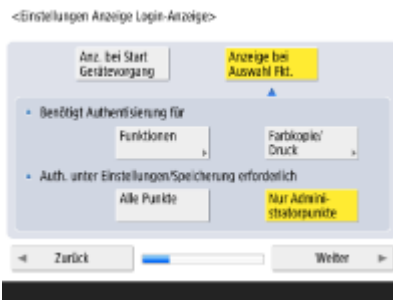 <Einstellungen Anzeige Login-Anzeige>
Anz. bei Start
Gerätevorgang
Anzeige bei
Auswahl Fkt.
Benötigt Authentisierung für
Funktionen
Farbkopie/
Druck
Auth. unter Einstellungen/Speicherung erforderlich
Alle Punkte
Nur Admini-
stratorpunkte
Zurück
Weiter